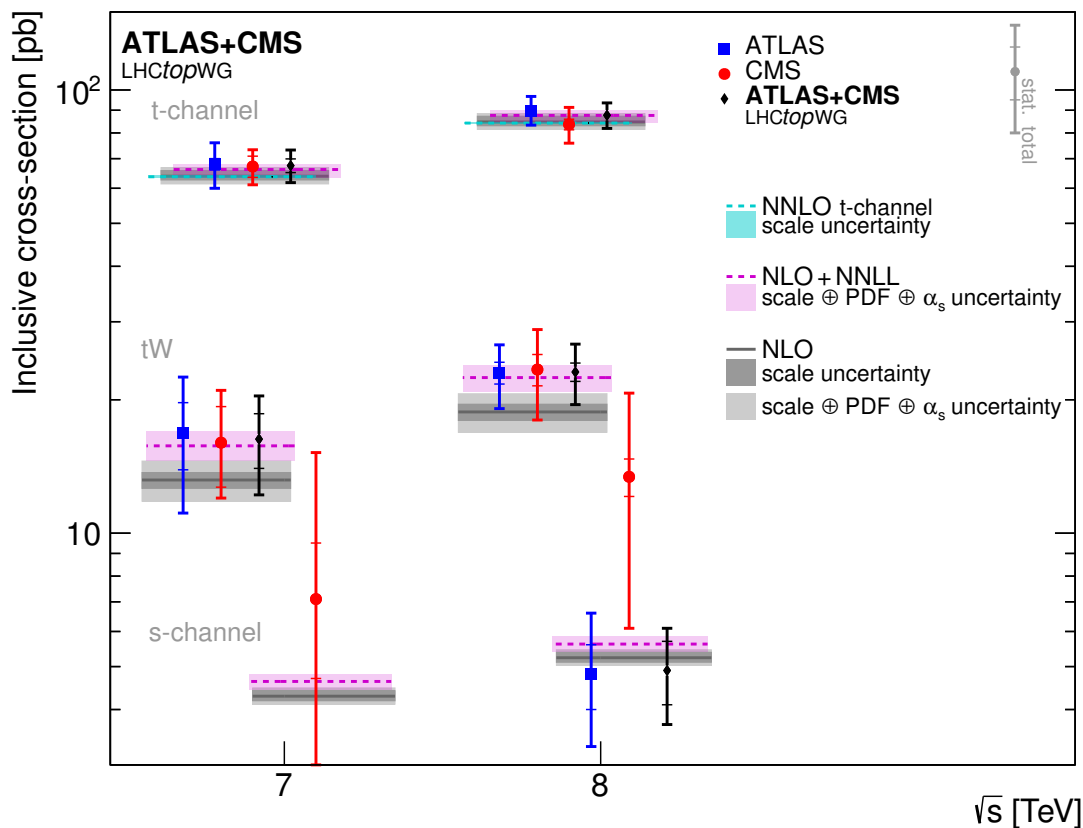 ATLAS+CMS
LHCtopWG
t-channel
tW
s-channel
ATLAS
CMS
ATLAS+CMS
LHCtopWG
stat. total
NNLO t-channel
scale uncertainty
NLO + NNLL
scale ⊕ PDF ⊕ αs uncertainty
NLO
scale uncertainty
scale ⊕ PDF ⊕ αs uncertainty
Inclusive cross-section [pb]
10²
10
7 8
√s [TeV]